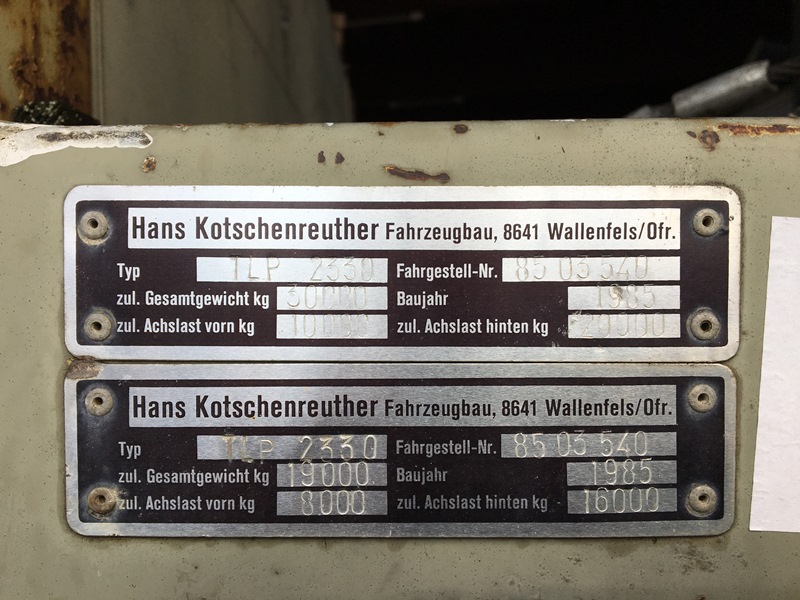 Hans Kotschenreuther Fahrzeugbau, 8641 Wallenfels/Ofr.
Typ TLP 2330 Fahrgestell-Nr. 85 03 540
zul. Gesamtgewicht kg 30000 Baujahr 1985
zul. Achslast vorn kg 10000 zul. Achslast hinten kg 20000
Hans Kotschenreuther Fahrzeugbau, 8641 Wallenfels/Ofr.
Typ TLP 2330 Fahrgestell-Nr. 85 03 540
zul. Gesamtgewicht kg 19000 Baujahr 1985
zul. Achslast vorn kg 8000 zul. Achslast hinten kg 16000